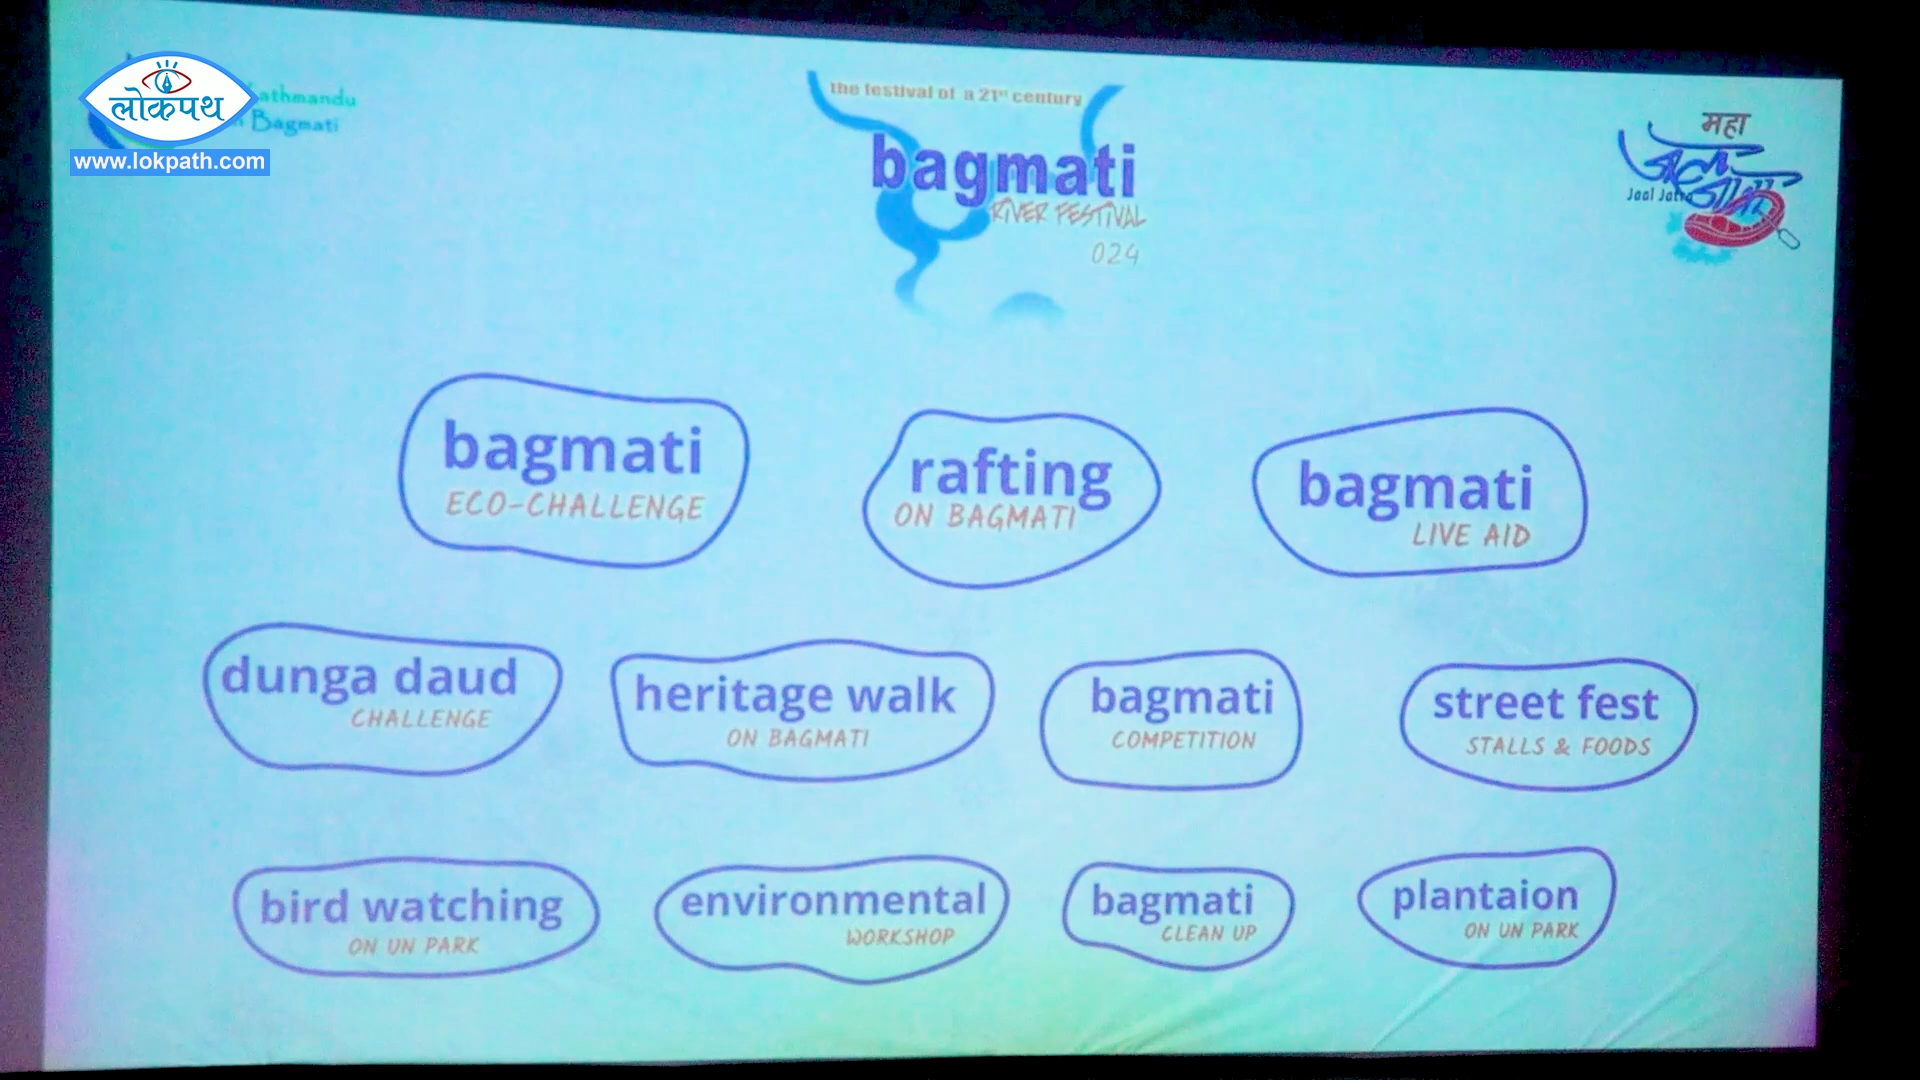 लोकपथ
www.lokpath.com
athmandu
Bagmati
the festival of a 21st century
bagmati
RIVER FESTIVAL
024
महा
जल जात्रा
Jaal Jatra
bagmati
ECO-CHALLENGE
rafting
ON BAGMATI
bagmati
LIVE AID
dunga daud
CHALLENGE
heritage walk
ON BAGMATI
bagmati
COMPETITION
street fest
STALLS & FOODS
bird watching
ON UN PARK
environmental
WORKSHOP
bagmati
CLEAN UP
plantaion
ON UN PARK